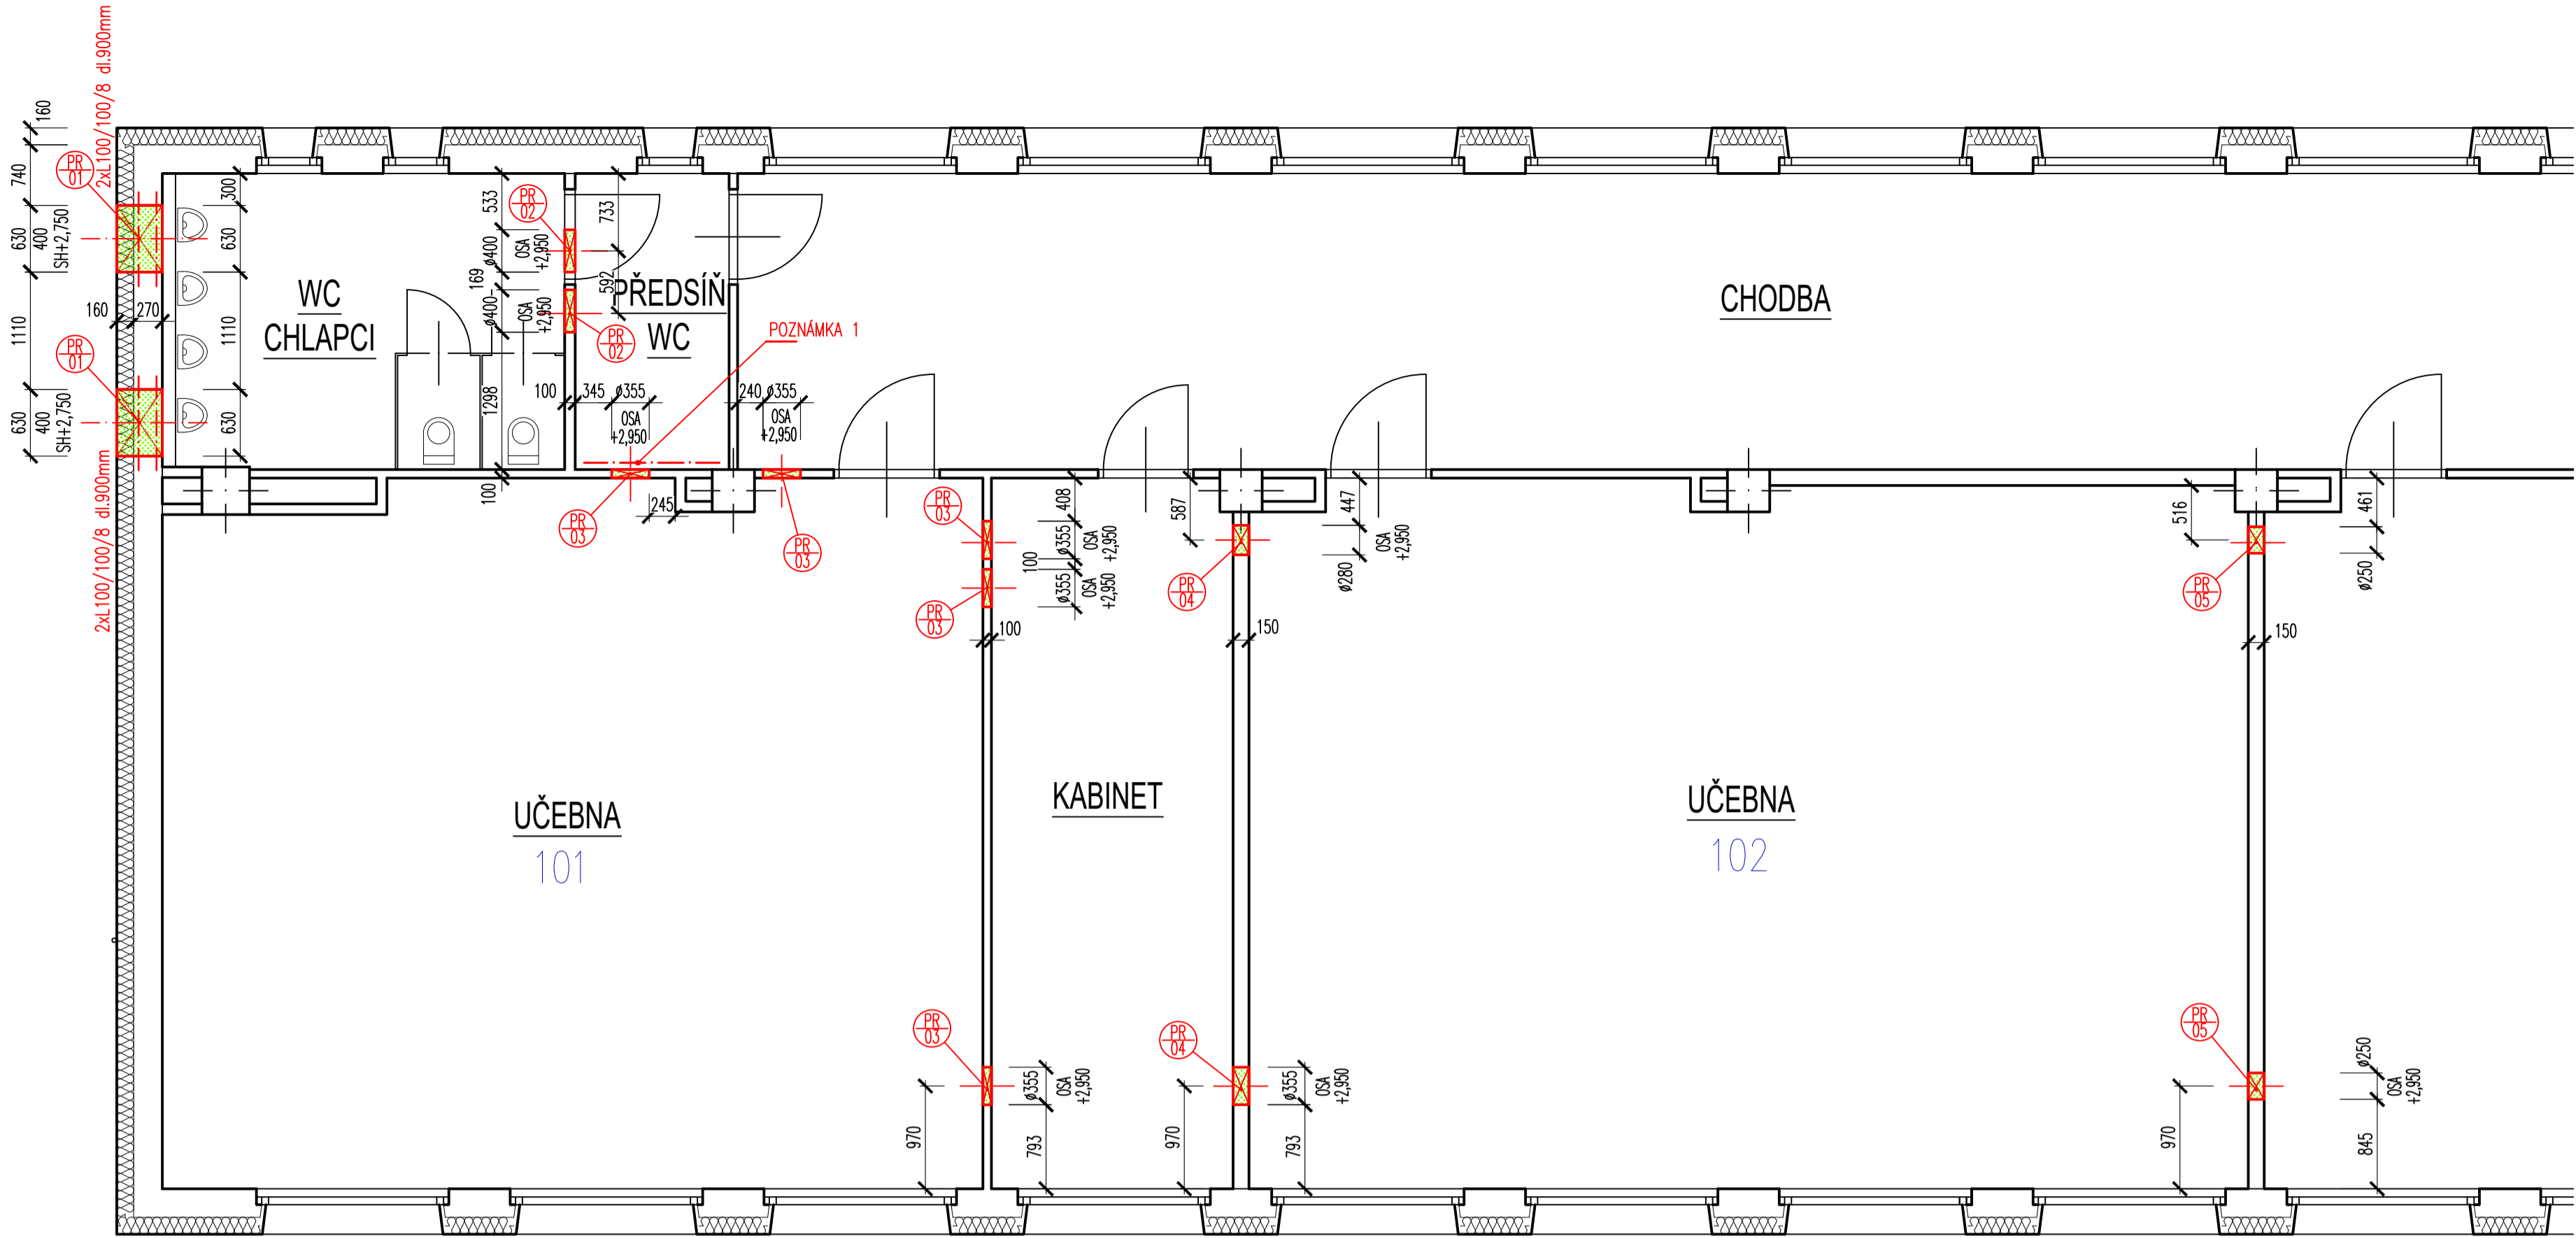 2xL100/100/8 dl.900mm
160
740
630
400
SH+2,750
1110
630
400
SH+2,750
2xL100/100/8 dl.900mm
PR
01
PR
01
160
270
300
630
1110
630
WC
CHLAPCI
533
ø400
OSA
+2,950
169
ø400
OSA
+2,950
1298
100
100
PR
02
PR
02
733
592
PŘEDSÍŇ
WC
POZNÁMKA 1
345
ø355
OSA
+2,950
240
ø355
OSA
+2,950
245
PR
03
PR
03
CHODBA
PR
03
PR
03
408
ø355
OSA
+2,950
100
ø355
OSA
+2,950
100
587
PR
04
150
447
OSA
+2,950
ø280
516
PR
05
461
ø250
150
UČEBNA
101
KABINET
UČEBNA
102
PR
03
970
ø355
OSA
+2,950
793
PR
04
970
ø355
OSA
+2,950
793
PR
05
970
ø250
OSA
+2,950
845